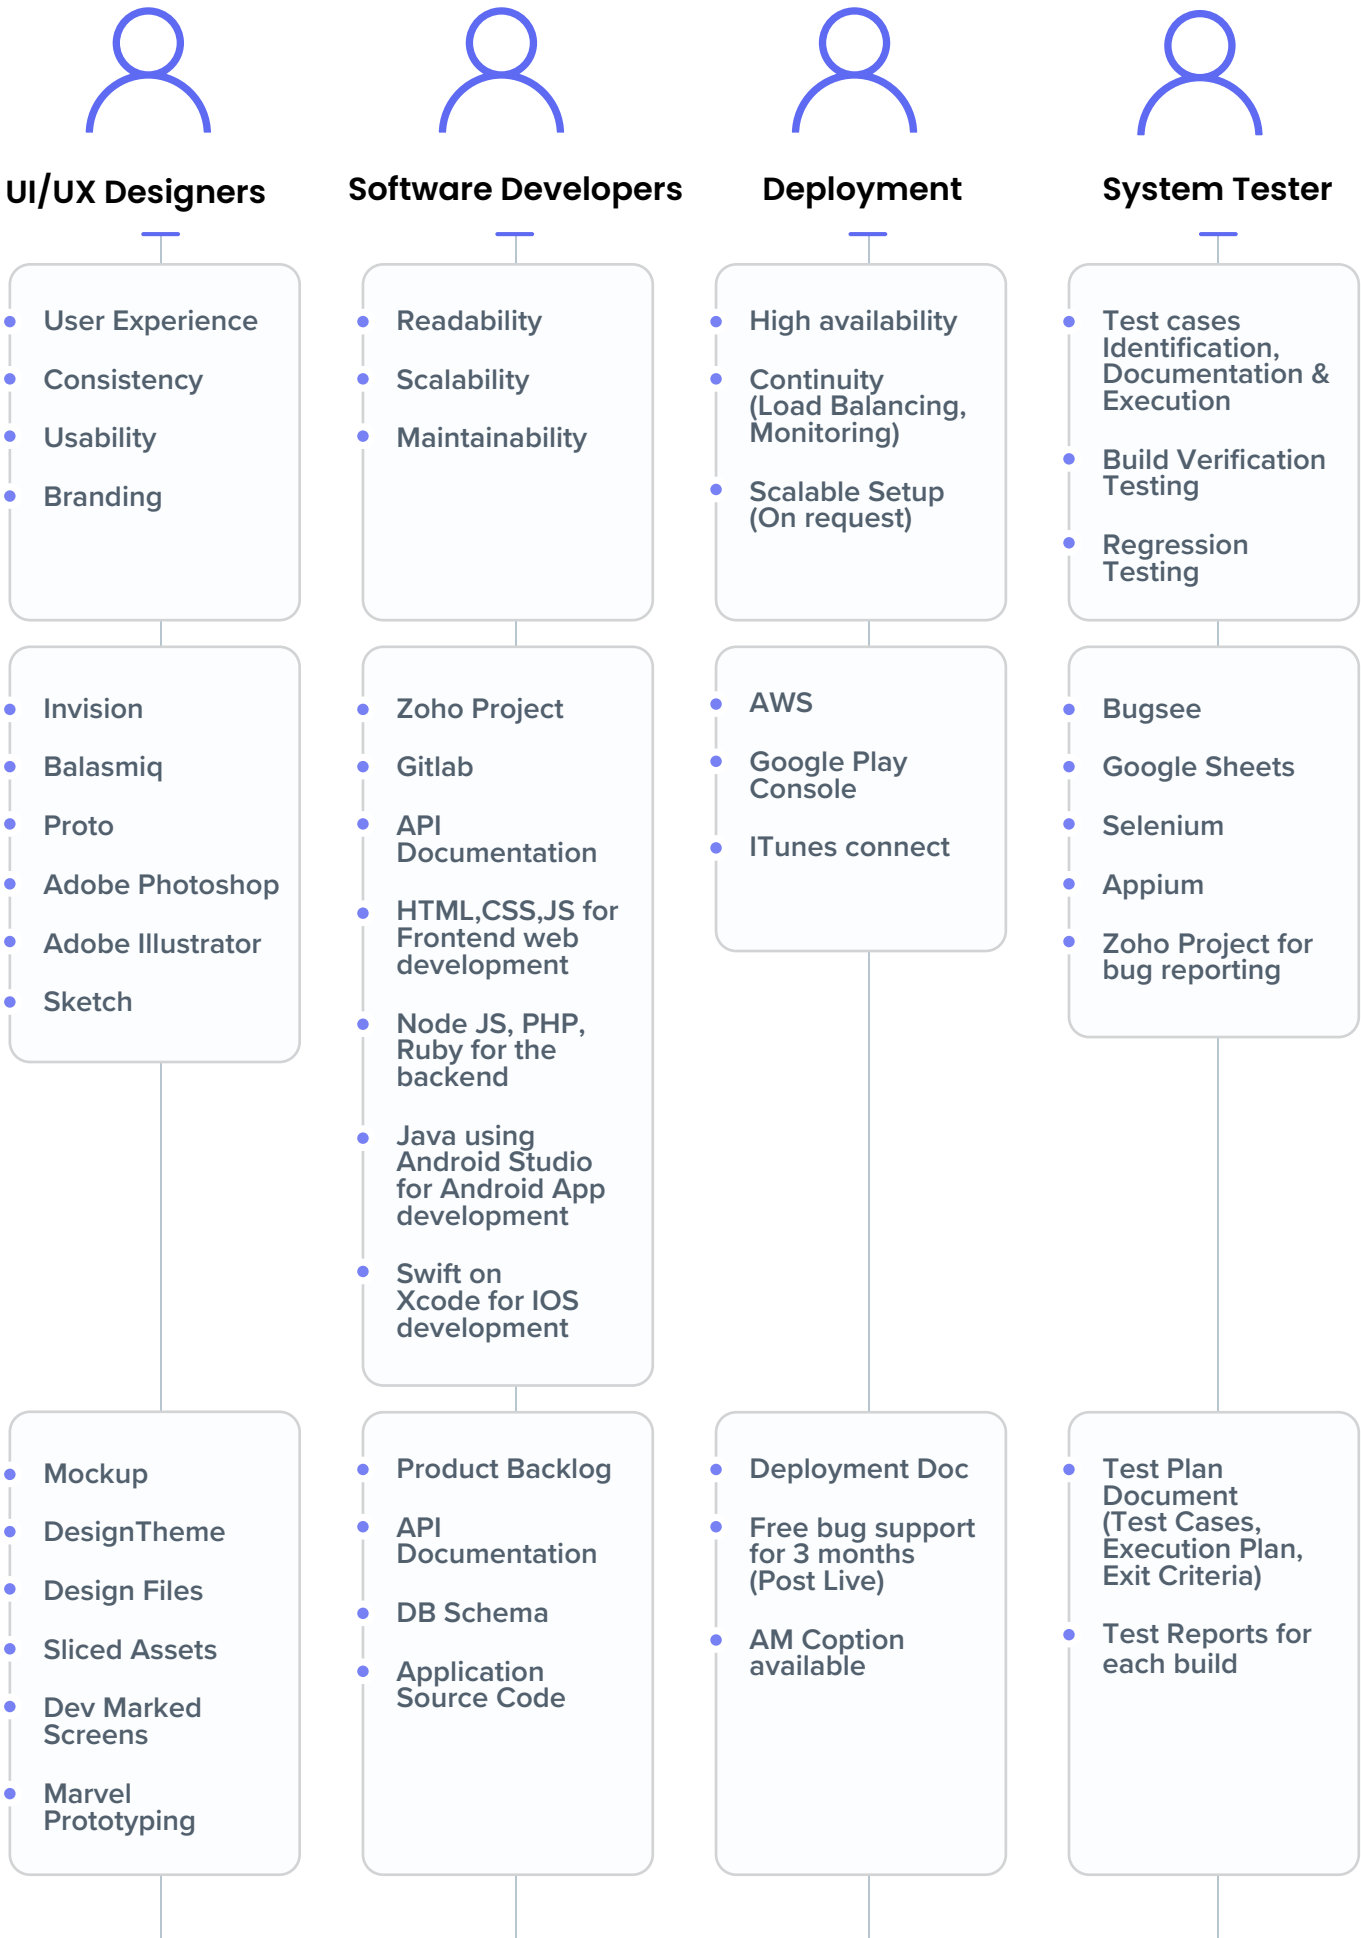 UI/UX Designers
Software Developers
Deployment
System Tester
User Experience
Consistency
Usability
Branding
Readability
Scalability
Maintainability
High availability
Continuity
(Load Balancing,
Monitoring)
Scalable Setup
(On request)
Test cases
Identification,
Documentation &
Execution
Build Verification
Testing
Regression
Testing
Invision
Balasmiq
Proto
Adobe Photoshop
Adobe Illustrator
Sketch
Zoho Project
Gitlab
API
Documentation
HTML,CSS,JS for
Frontend web
development
Node JS, PHP,
Ruby for the
backend
Java using
Android Studio
for Android App
development
Swift on
Xcode for IOS
development
AWS
Google Play
Console
ITunes connect
Bugsee
Google Sheets
Selenium
Appium
Zoho Project for
bug reporting
Mockup
DesignTheme
Design Files
Sliced Assets
Dev Marked
Screens
Marvel
Prototyping
Product Backlog
API
Documentation
DB Schema
Application
Source Code
Deployment Doc
Free bug support
for 3 months
(Post Live)
AM Coption
available
Test Plan
Document
(Test Cases,
Execution Plan,
Exit Criteria)
Test Reports for
each build